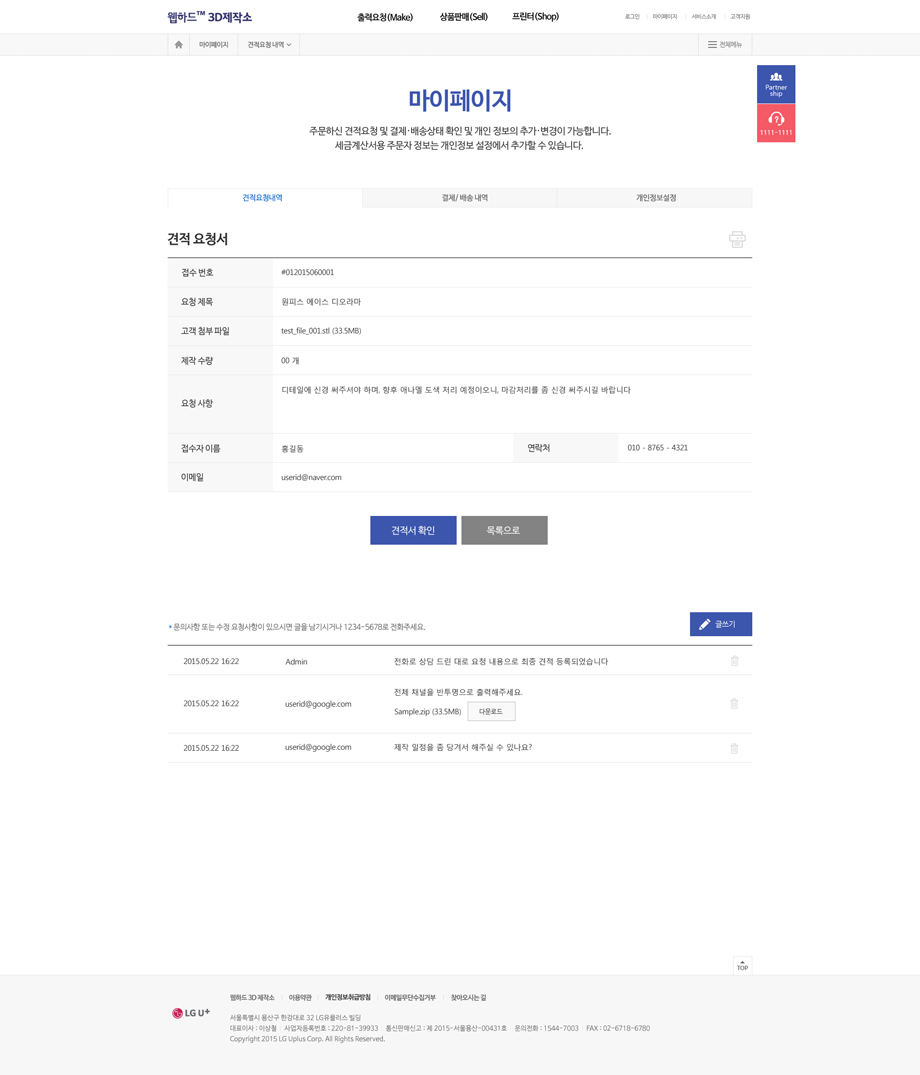 웹하드™ 3D제작소
출력요청(Make) 상품판매(Sell) 프린터(Shop)
로그인 마이페이지 서비스소개 고객지원
마이페이지 견적요청 내역 전체메뉴
Partner
ship
1111-1111
마이페이지
주문하신 견적요청 및 결제·배송상태 확인 및 개인 정보의 추가·변경이 가능합니다.
세금계산서용 주문자 정보는 개인정보 설정에서 추가할 수 있습니다.
견적요청내역 결제/ 배송 내역 개인정보설정
견적 요청서
접수 번호 #012015060001
요청 제목 원피스 에이스 디오라마
고객 첨부 파일 test_file_001.stl (33.5MB)
제작 수량 00 개
요청 사항 디테일에 신경 써주셔야 하며, 향후 애나멜 도색 처리 예정이오니, 마감처리를 좀 신경 써주시길 바랍니다
접수자 이름 홍길동 연락처 010 - 8765 - 4321
이메일 userid@naver.com
견적서 확인 목록으로
• 문의사항 또는 수정 요청사항이 있으시면 글을 남기시거나 1234-5678로 전화주세요.
글쓰기
2015.05.22 16:22 Admin 전화로 상담 드린 대로 요청 내용으로 최종 견적 등록되었습니다
전체 채널을 반투명으로 출력해주세요.
2015.05.22 16:22 userid@google.com
Sample.zip (33.5MB) 다운로드
2015.05.22 16:22 userid@google.com 제작 일정을 좀 당겨서 해주실 수 있나요?
TOP
웹하드 3D 제작소 이용약관 개인정보취급방침 이메일무단수집거부 찾아오시는 길
LG U+
서울특별시 용산구 한강대로 32 LG유플러스 빌딩
대표이사 : 이상철 사업자등록번호 : 220-81-39933 통신판매신고 : 제 2015-서울용산-00431호 문의전화 : 1544-7003 FAX : 02-6718-6780
Copyright 2015 LG Uplus Corp. All Rights Reserved.